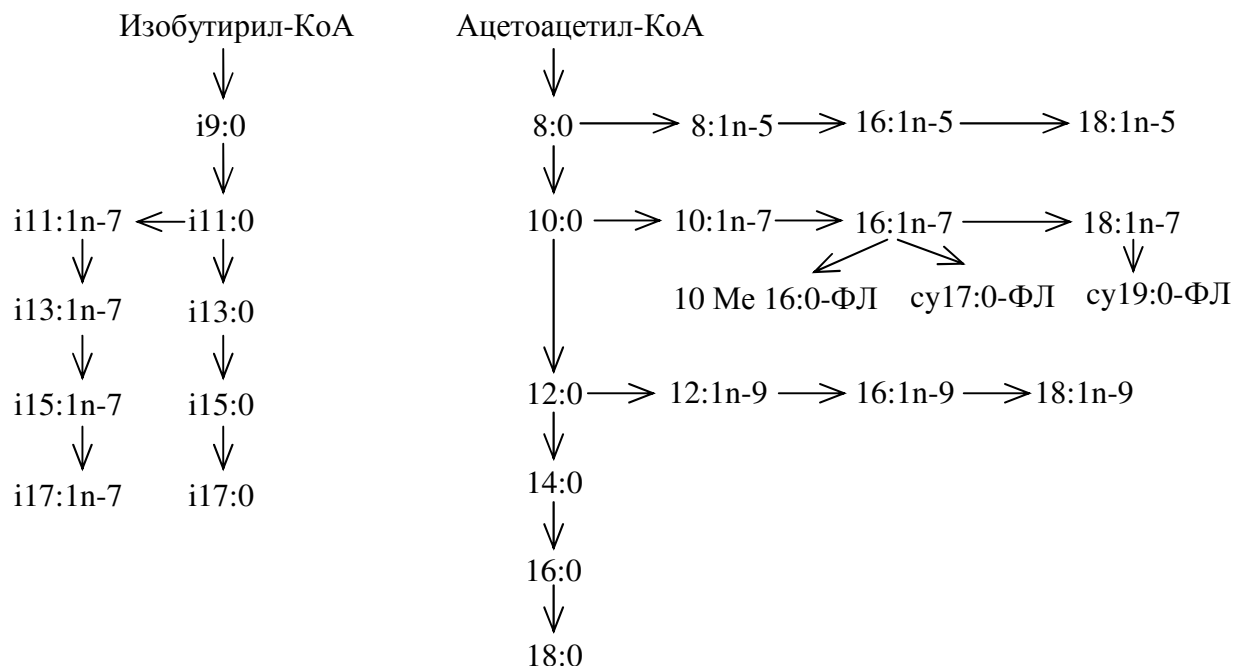 Изобутирил-КоА Ацетоацетил-КоА
i9:0 8:0 8:1n-5 16:1n-5 18:1n-5
i11:1n-7 i11:0 10:0 10:1n-7 16:1n-7 18:1n-7
i13:1n-7 i13:0 10 Me 16:0-ФЛ cy17:0-ФЛ cy19:0-ФЛ
i15:1n-7 i15:0 12:0 12:1n-9 16:1n-9 18:1n-9
i17:1n-7 i17:0 14:0
16:0
18:0